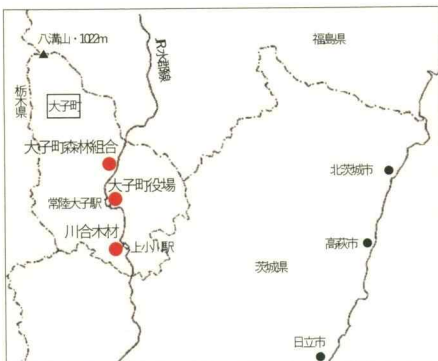 八溝山・1022m
JR水郡線
福島県
栃木県
大子町
大子町森林組合
大子町役場
常陸大子駅
川合木材
上小川駅
北茨城市
高萩市
茨城県
日立市